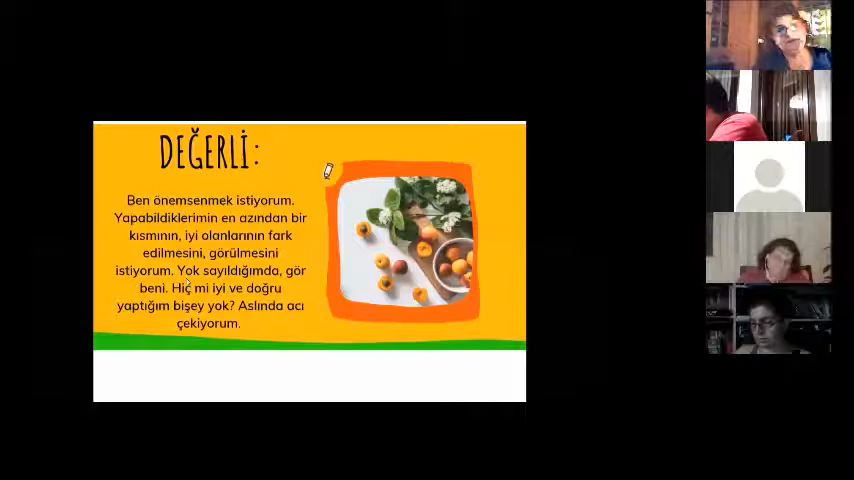 DEĞERLİ:
Ben önemsenmek istiyorum.
Yapabildiklerimin en azından bir
kısmının, iyi olanlarının fark
edilmesini, görülmesini
istiyorum. Yok sayıldığımda, gör
beni. Hiç mi iyi ve doğru
yaptığım bişey yok? Aslında acı
çekiyorum.